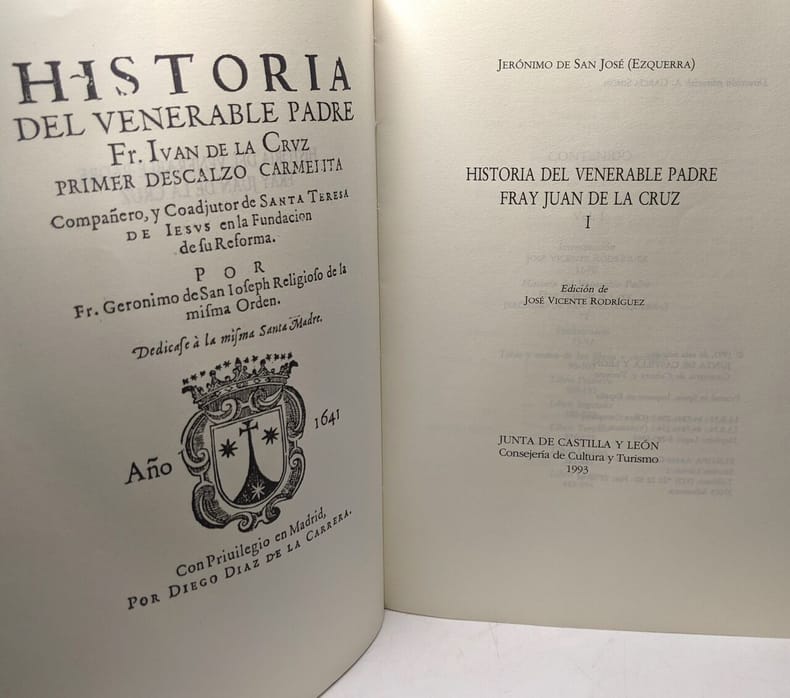 HISTORIA
DEL VENERABLE PADRE
Fr. IVAN DE LA CRVZ
PRIMER DESCALZO CARMELITA
Compañero, y Coadjutor de SANTA TERESA
DE IESVS en la Fundacion
de su Reforma.
POR
Fr. Geronimo de San Ioseph Religioſo de la
miſma Orden.
Dedicaſe à la miſma Santa Madre.
Año 1641
Con Priuilegio en Madrid,
POR DIEGO DIAZ DE LA CARRERA.
JERÓNIMO DE SAN JOSÉ (EZQUERRA)
HISTORIA DEL VENERABLE PADRE
FRAY JUAN DE LA CRUZ
I
Edición de
JOSÉ VICENTE RODRÍGUEZ
JUNTA DE CASTILLA Y LEÓN
Consejería de Cultura y Turismo
1993